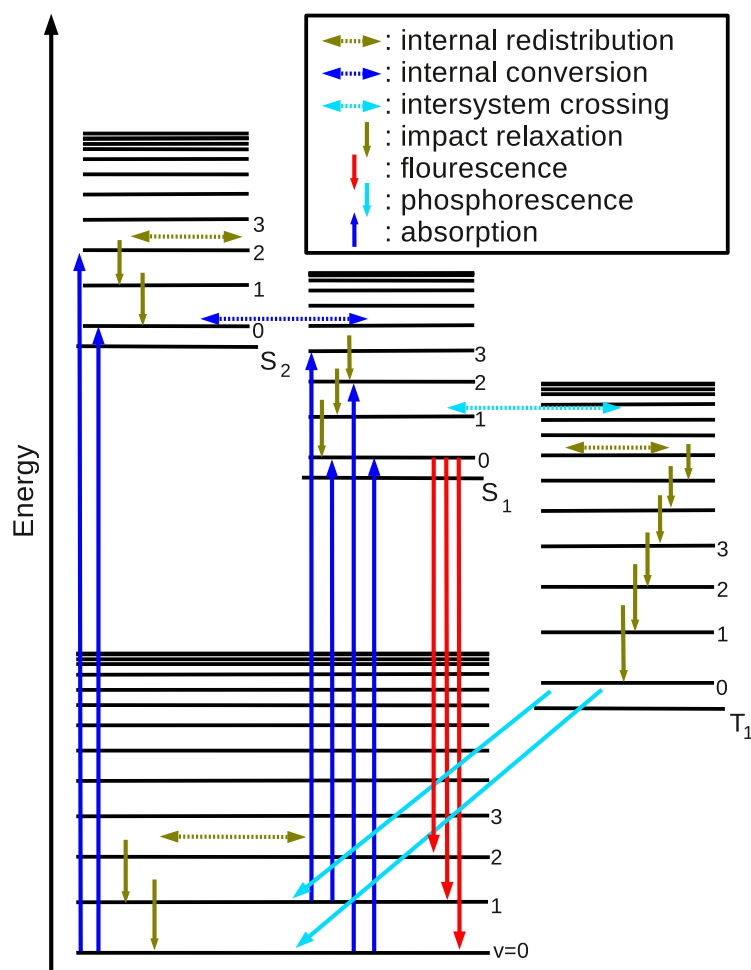 : internal redistribution
: internal conversion
: intersystem crossing
: impact relaxation
: flourescence
: phosphorescence
: absorption
Energy
3
2
1
0
S2
3
2
1
0
S1
3
2
1
0
T1
3
2
1
v=0